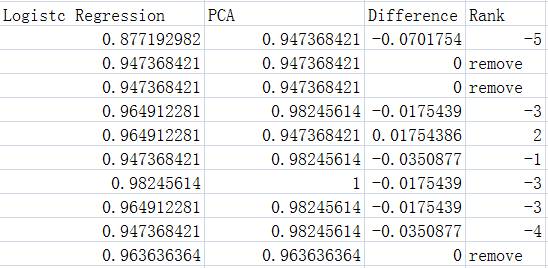 Logistc Regression PCA Difference Rank
0.877192982 0.947368421 -0.0701754 -5
0.947368421 0.947368421 0 remove
0.947368421 0.947368421 0 remove
0.964912281 0.98245614 -0.0175439 -3
0.964912281 0.947368421 0.01754386 2
0.947368421 0.98245614 -0.0350877 -1
0.98245614 1 -0.0175439 -3
0.964912281 0.98245614 -0.0175439 -3
0.947368421 0.98245614 -0.0350877 -4
0.963636364 0.963636364 0 remove